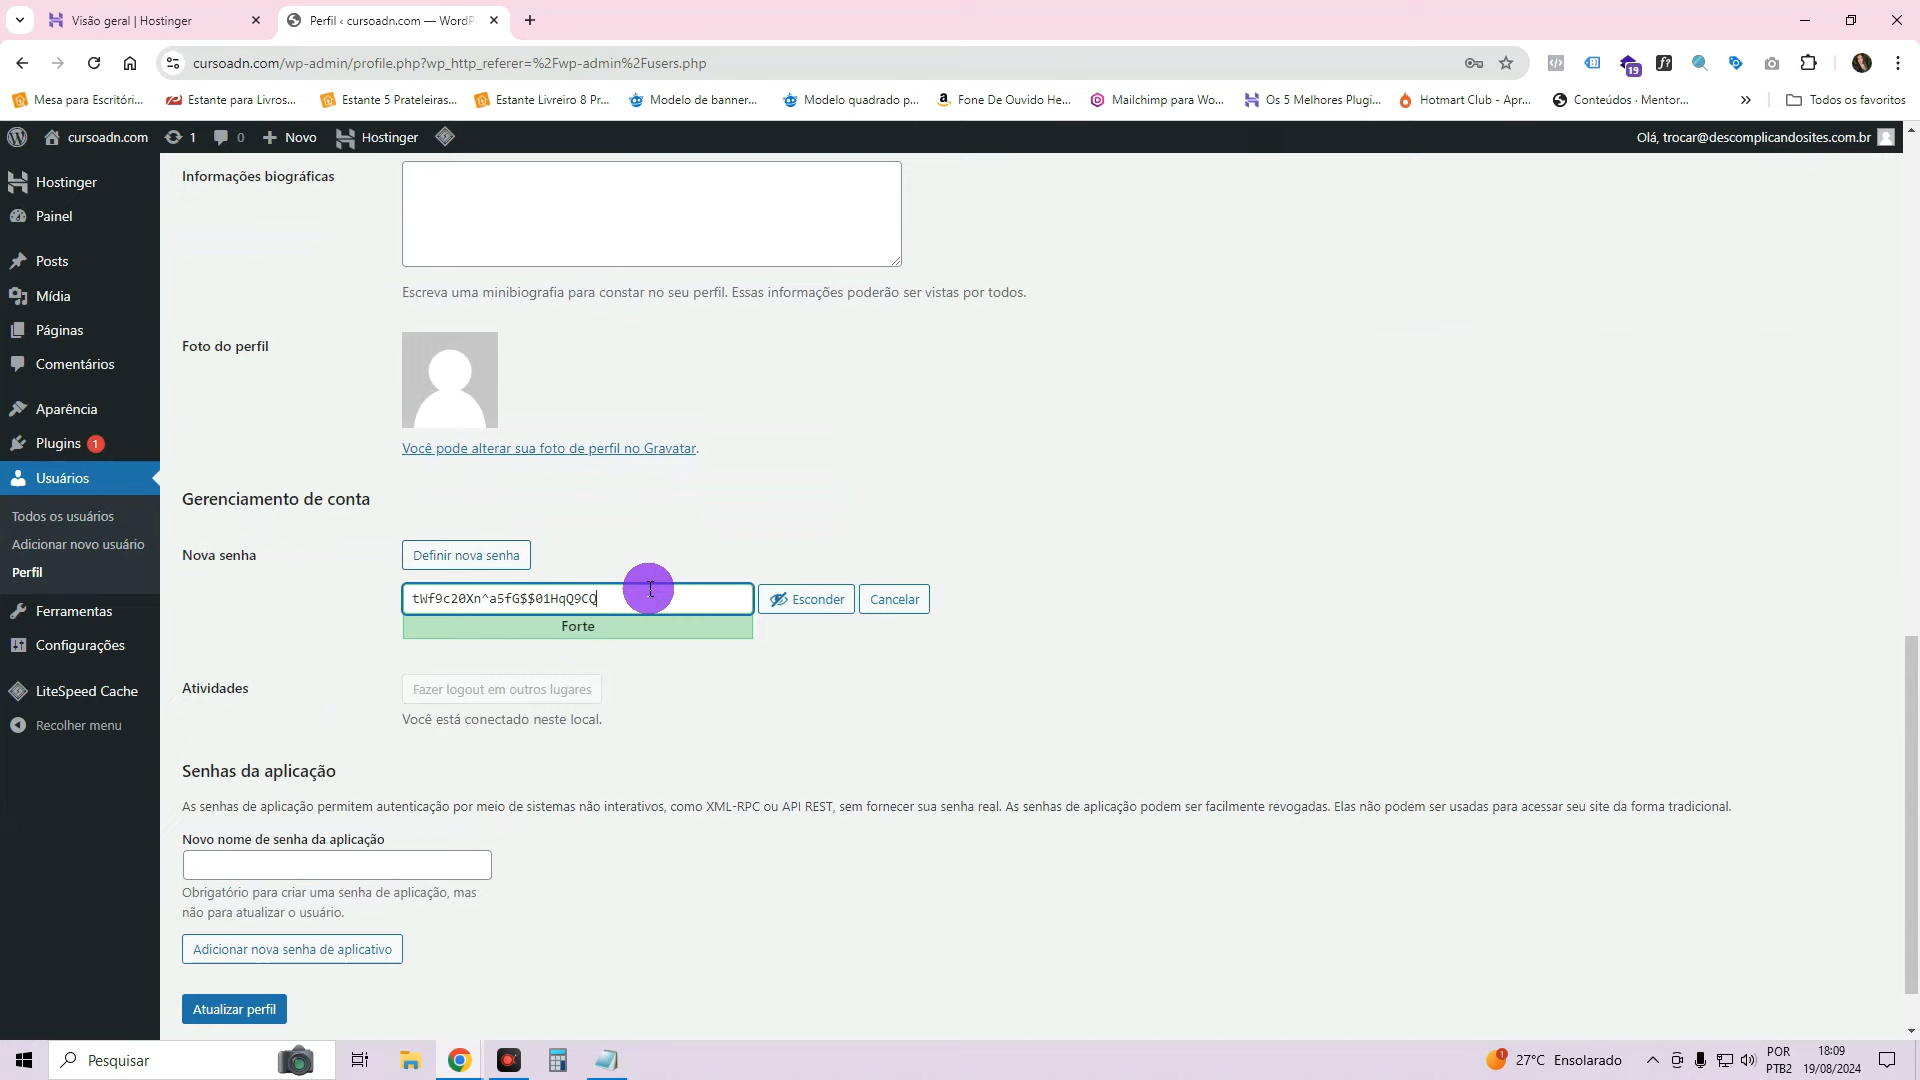 Visão geral | Hostinger
Perfil ‹ cursoadn.com — WordP
cursoadn.com/wp-admin/profile.php?wp_http_referer=%2Fwp-admin%2Fusers.php
19
Mesa para Escritóri...
Estante para Livros...
Estante 5 Prateleiras...
Estante Livreiro 8 Pr...
Modelo de banner...
Modelo quadrado p...
Fone De Ouvido He...
Mailchimp para Wo...
Os 5 Melhores Plugi...
Hotmart Club - Apr...
Conteúdos · Mentor...
Todos os favoritos
cursoadn.com
1
0
Novo
Hostinger
Olá, trocar@descomplicandosites.com.br
Hostinger
Painel
Posts
Mídia
Páginas
Comentários
Aparência
Plugins 1
Usuários
Todos os usuários
Adicionar novo usuário
Perfil
Ferramentas
Configurações
LiteSpeed Cache
Recolher menu
Informações biográficas
Escreva uma minibiografia para constar no seu perfil. Essas informações poderão ser vistas por todos.
Foto do perfil
Você pode alterar sua foto de perfil no Gravatar.
Gerenciamento de conta
Nova senha
Definir nova senha
tWf9c20Xn^a5fG$$01HqQ9CQ
Esconder
Cancelar
Forte
Atividades
Fazer logout em outros lugares
Você está conectado neste local.
Senhas da aplicação
As senhas de aplicação permitem autenticação por meio de sistemas não interativos, como XML-RPC ou API REST, sem fornecer sua senha real. As senhas de aplicação podem ser facilmente revogadas. Elas não podem ser usadas para acessar seu site da forma tradicional.
Novo nome de senha da aplicação
Obrigatório para criar uma senha de aplicação, mas
não para atualizar o usuário.
Adicionar nova senha de aplicativo
Atualizar perfil
Pesquisar
1
27°C Ensolarado
POR
PTB2
18:09
19/08/2024